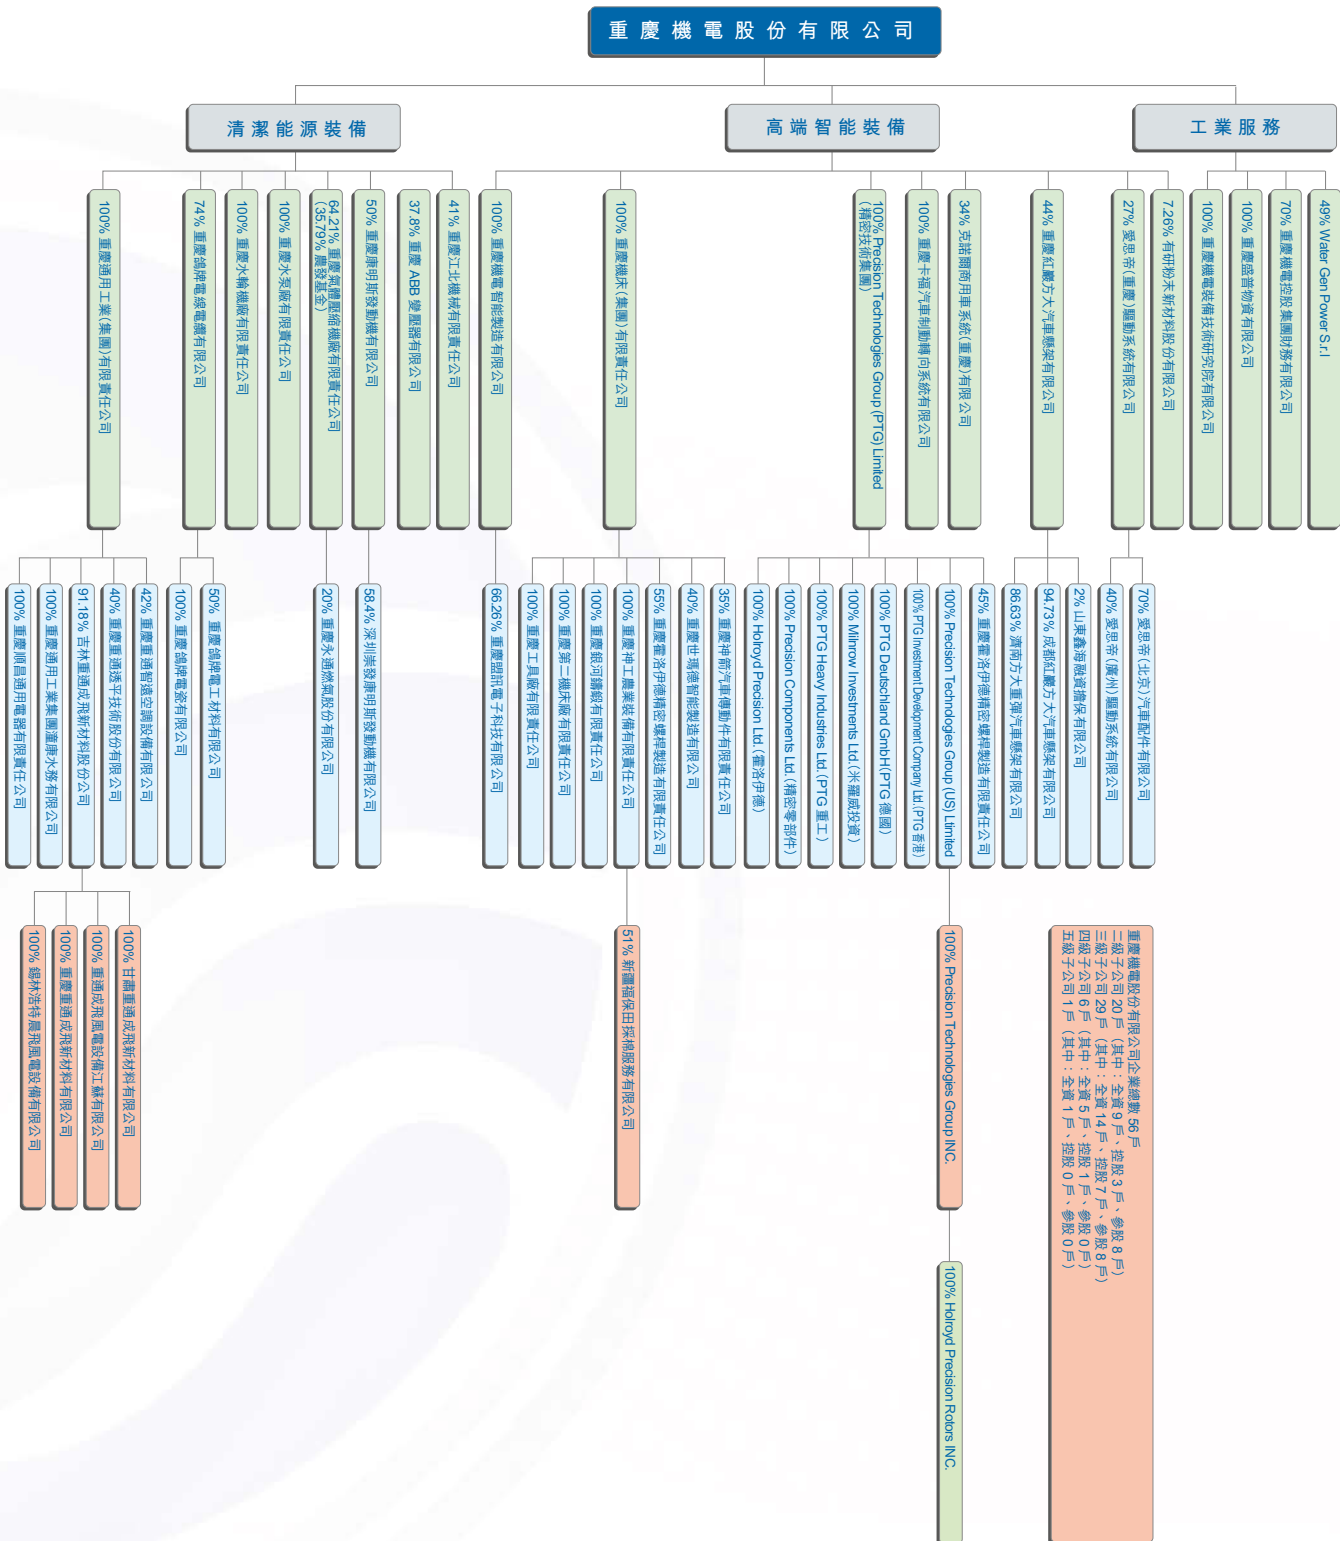 重慶機電股份有限公司
清潔能源裝備
高端智能裝備
工業服務
100% 重慶通用工業(集團)有限責任公司
74% 重慶鴿牌電線電纜有限公司
100% 重慶水輪機廠有限責任公司
100% 重慶水泵廠有限責任公司
64.21% 重慶氣體壓縮機廠有限責任公司
(35.79% 農發基金)
50% 重慶康明斯發動機有限公司
37.8% 重慶 ABB 變壓器有限公司
41% 重慶江北機械有限責任公司
100% 重慶機電智能製造有限公司
100% 重慶機床(集團)有限責任公司
100% Precision Technologies Group (PTG) Limited
(精密技術集團)
100% 重慶卡福汽車制動轉向系統有限公司
34% 克諾爾商用車系統(重慶)有限公司
44% 重慶紅巖方大汽車懸架有限公司
27% 愛思帝(重慶)驅動系統有限公司
7.26% 有研粉末新材料股份有限公司
100% 重慶機電裝備技術研究院有限公司
100% 重慶盛普物資有限公司
70% 重慶機電控股集團財務有限公司
49% Water Gen Power S.r.l
100% 重慶順昌通用電器有限責任公司
100% 重慶通用工業集團潼康水務有限公司
91.18% 吉林重通成飛新材料股份公司
40% 重慶重通透平技術股份有限公司
42% 重慶重通智遠空調設備有限公司
100% 重慶鴿牌電瓷有限公司
50% 重慶鴿牌電工材料有限公司
20% 重慶永通燃氣股份有限公司
58.4% 深圳崇發康明斯發動機有限公司
66.26% 重慶盟訊電子科技有限公司
100% 重慶工具廠有限責任公司
100% 重慶第二機床廠有限責任公司
100% 重慶銀河鑄鍛有限責任公司
100% 重慶神工農業裝備有限責任公司
55% 重慶霍洛伊德精密螺桿製造有限責任公司
40% 重慶世瑪德智能製造有限公司
35% 重慶神箭汽車傳動件有限責任公司
100% Holroyd Precision Ltd. (霍洛伊德)
100% Precision Components Ltd. (精密零部件)
100% PTG Heavy Industries Ltd. (PTG 重工)
100% Milnrow Investments Ltd. (米羅威投資)
100% PTG Deutschland GmbH(PTG 德國)
100% PTG Investment Development Company Ltd. (PTG 香港)
100% Precision Technologies Group (US) Ltimited
45% 重慶霍洛伊德精密螺桿製造有限責任公司
86.63% 濟南方大重彈汽車懸架有限公司
94.73% 成都紅巖方大汽車懸架有限公司
2% 山東鑫海融資擔保有限公司
40% 愛思帝(廣州)驅動系統有限公司
70% 愛思帝(北京)汽車配件有限公司
100% 錫林浩特晨飛風電設備有限公司
100% 重慶重通成飛新材料有限公司
100% 重通成飛風電設備江蘇有限公司
100% 甘肅重通成飛新材料有限公司
51% 新疆福保田採棉服務有限公司
100% Precision Technologies Group INC.
100% Holroyd Precision Rotors INC.
重慶機電股份有限公司企業總數 56 戶
二級子公司 20 戶（其中：全資 9 戶、控股 3 戶、參股 8 戶）
三級子公司 29 戶（其中：全資 14 戶、控股 7 戶、參股 8 戶）
四級子公司 6 戶（其中：全資 5 戶、控股 1 戶、參股 0 戶）
五級子公司 1 戶（其中：全資 1 戶、控股 0 戶、參股 0 戶）